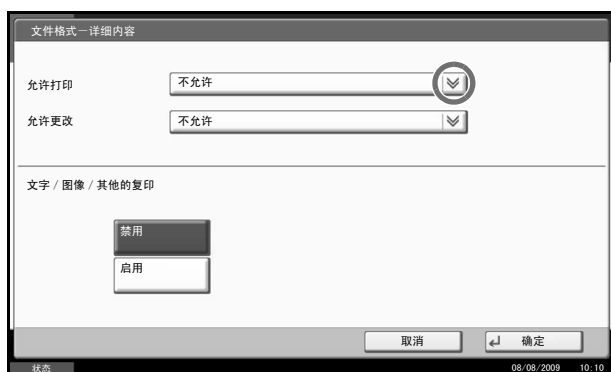 文件格式－详细内容
允许打印 不允许
允许更改 不允许
文字 / 图像 / 其他的复印
禁用
启用
取消 确定
状态 08/08/2009 10:10